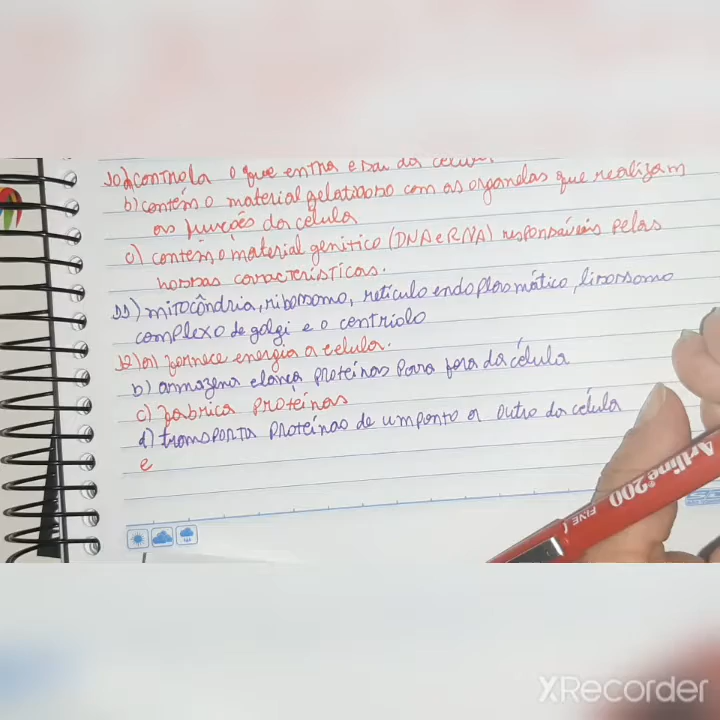 10)a)controla o que entra e sai da célula.
b) contém o material gelatinoso com as organelas que realizam
as funções da célula
c) contém o material genitico (DNA e RNA) responsáveis pelas
nossas características.
11) mitocôndria, ribossomo, retículo endoplasmático, lisossomo
complexo de golgi e o centríolo
12) a) fornece energia a celula.
b) armazena e lança proteínas para fora da célula
c) fabrica proteínas
d) transporta proteínas de um ponto a outro da célula
e
Artline 200
FINE
XRecorder